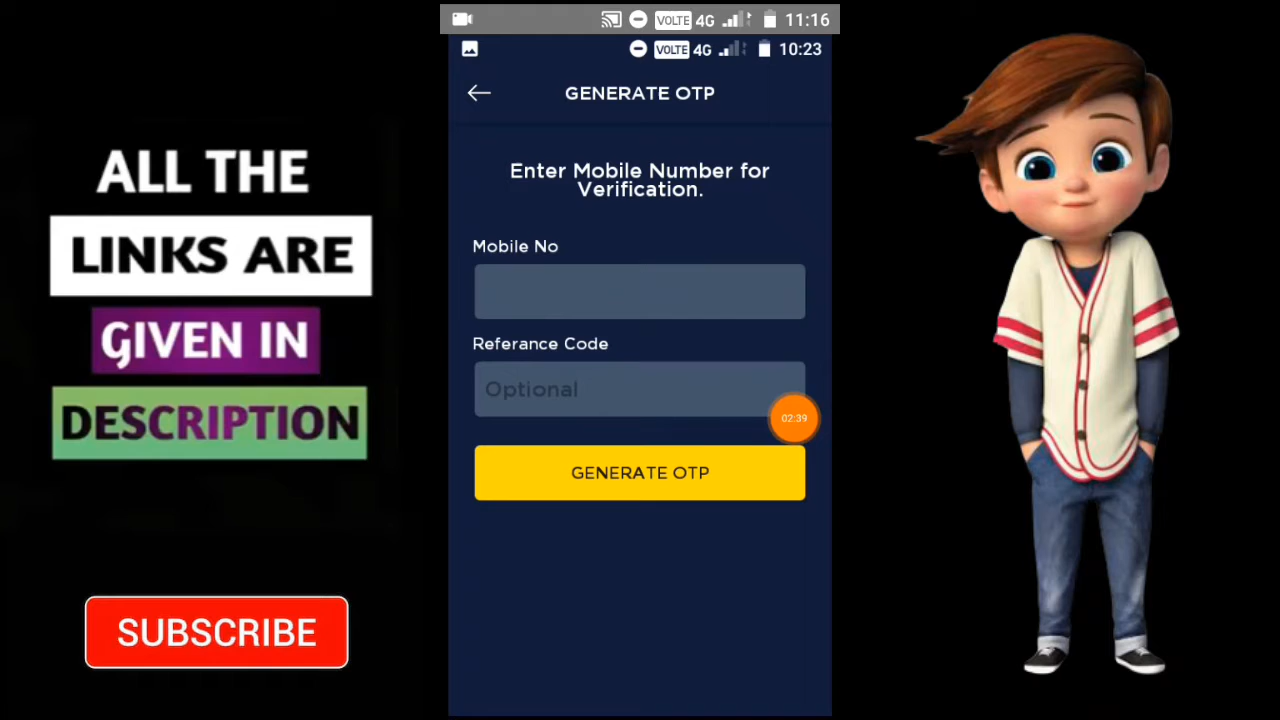 ALL THE
LINKS ARE
GIVEN IN
DESCRIPTION
SUBSCRIBE
VOLTE 4G 11:16
VOLTE 4G 10:23
GENERATE OTP
Enter Mobile Number for
Verification.
Mobile No
Referance Code
Optional
02:39
GENERATE OTP